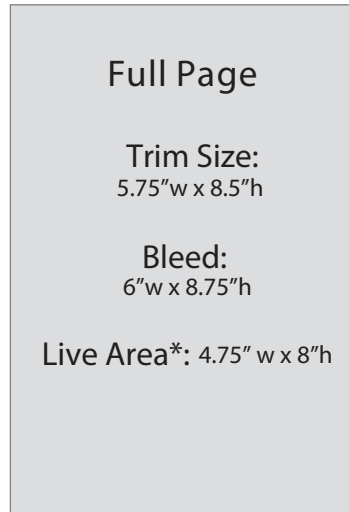 Full Page
Trim Size:
5.75”w x 8.5”h
Bleed:
6”w x 8.75”h
Live Area*: 4.75” w x 8”h